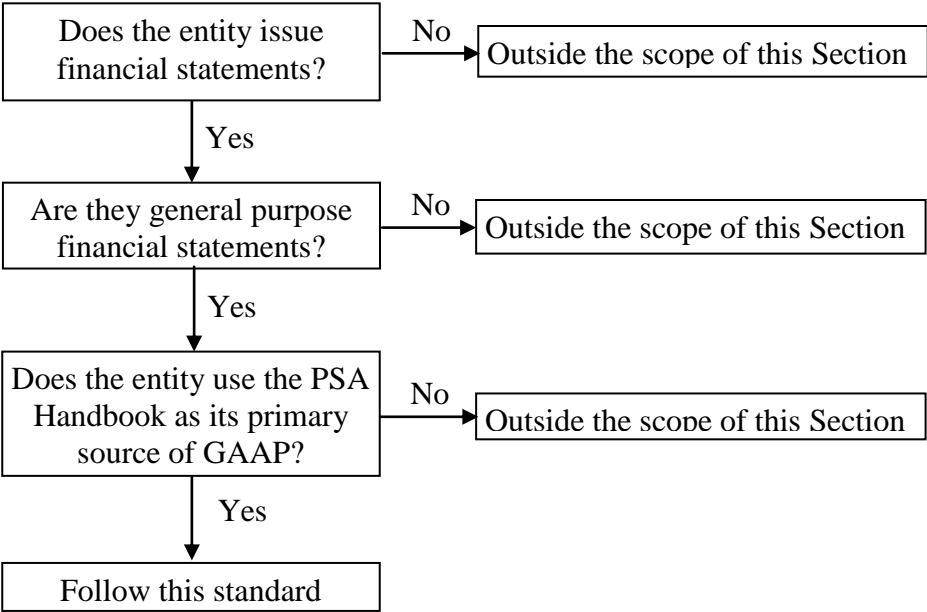 Does the entity issue
financial statements?
No
Outside the scope of this Section
Yes
Are they general purpose
financial statements?
No
Outside the scope of this Section
Yes
Does the entity use the PSA
Handbook as its primary
source of GAAP?
No
Outside the scope of this Section
Yes
Follow this standard